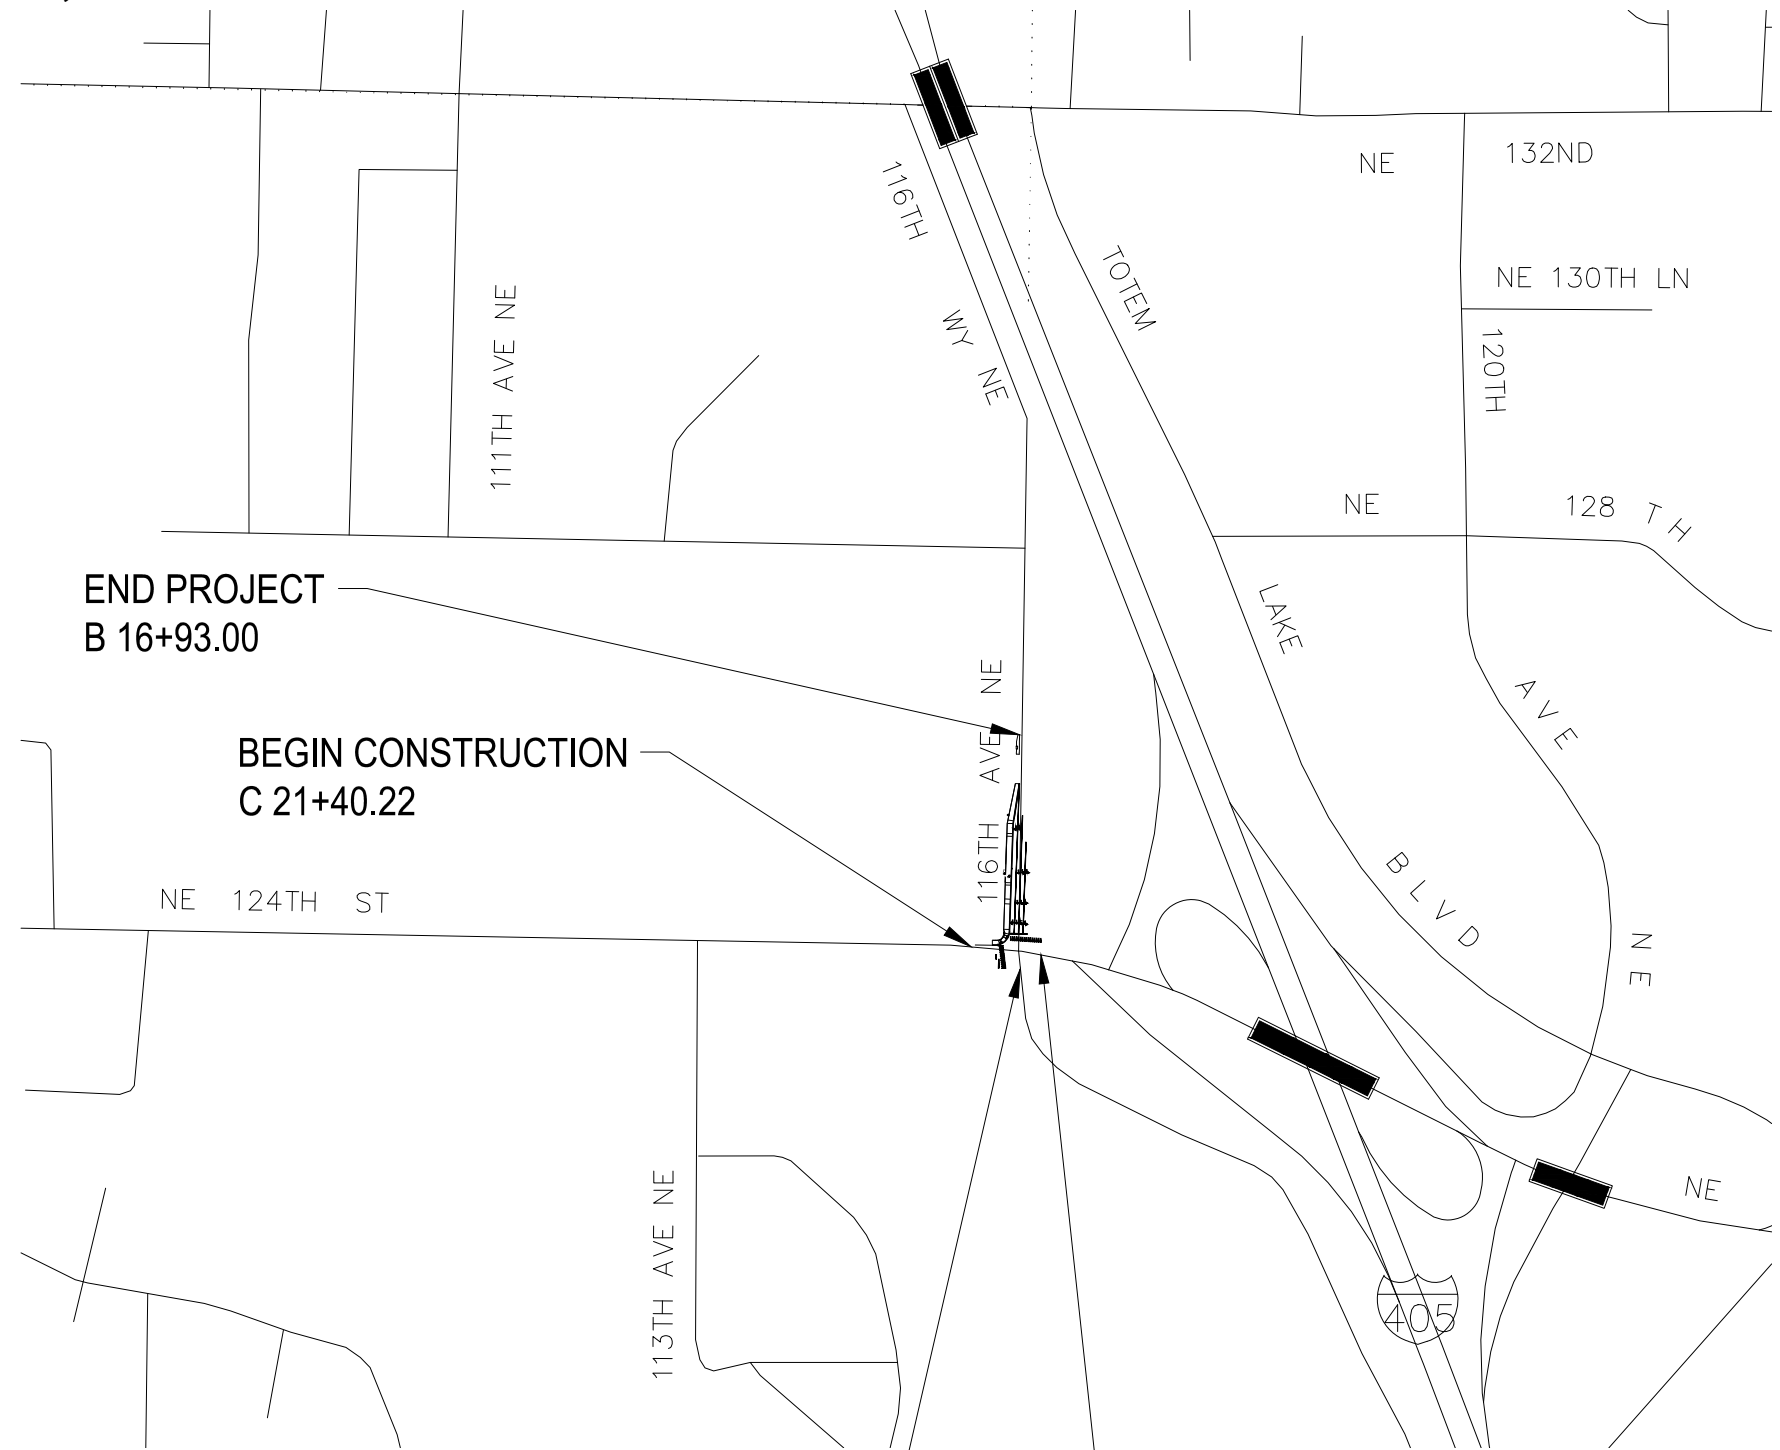 NE
132ND
116TH
TOTEM
NE 130TH LN
111TH AVE NE
WY NE
120TH
NE
128 TH
END PROJECT
B 16+93.00
LAKE
116TH AVE NE
AVE
BEGIN CONSTRUCTION
C 21+40.22
BLVD
NE 124TH ST
NE
113TH AVE NE
NE
405